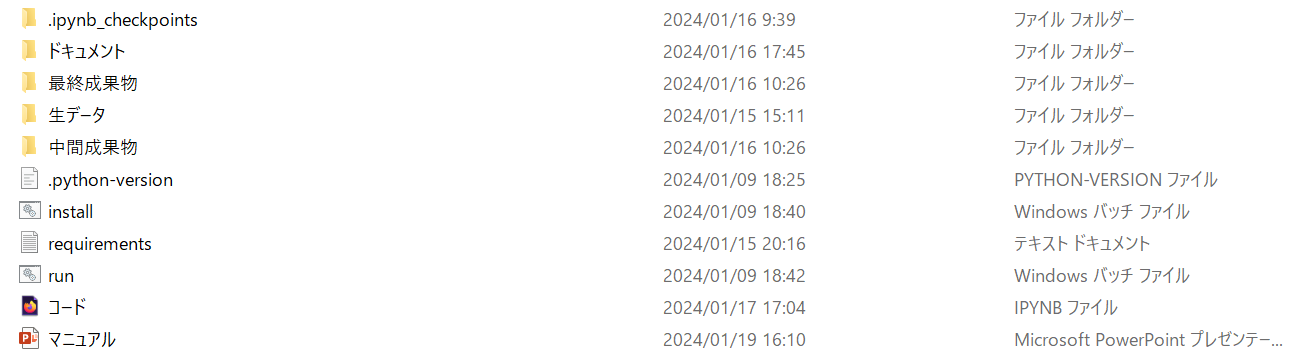 .ipynb_checkpoints 2024/01/16 9:39 ファイル フォルダー
ドキュメント 2024/01/16 17:45 ファイル フォルダー
最終成果物 2024/01/16 10:26 ファイル フォルダー
生データ 2024/01/15 15:11 ファイル フォルダー
中間成果物 2024/01/16 10:26 ファイル フォルダー
.python-version 2024/01/09 18:25 PYTHON-VERSION ファイル
install 2024/01/09 18:40 Windows バッチ ファイル
requirements 2024/01/15 20:16 テキスト ドキュメント
run 2024/01/09 18:42 Windows バッチ ファイル
コード 2024/01/17 17:04 IPYNB ファイル
マニュアル 2024/01/19 16:10 Microsoft PowerPoint プレゼンテー...